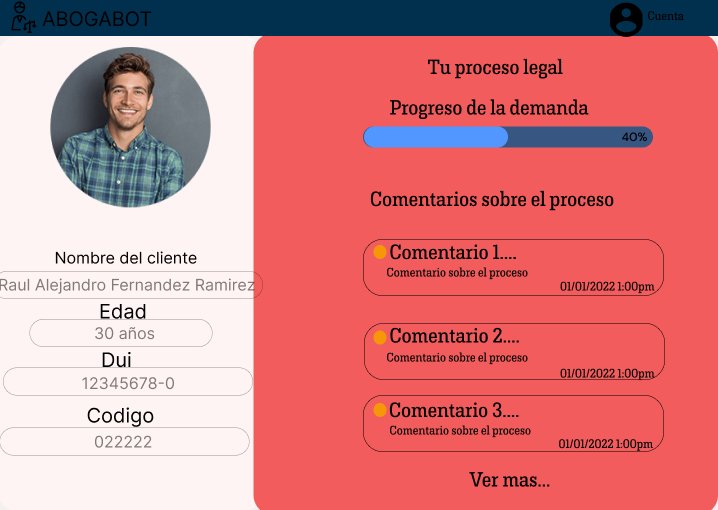 ABOGABOT
Cuenta
Nombre del cliente
Raul Alejandro Fernandez Ramirez
Edad
30 años
Dui
12345678-0
Codigo
022222
Tu proceso legal
Progreso de la demanda
40%
Comentarios sobre el proceso
Comentario 1....
Comentario sobre el proceso
01/01/2022 1:00pm
Comentario 2....
Comentario sobre el proceso
01/01/2022 1:00pm
Comentario 3....
Comentario sobre el proceso
01/01/2022 1:00pm
Ver mas...